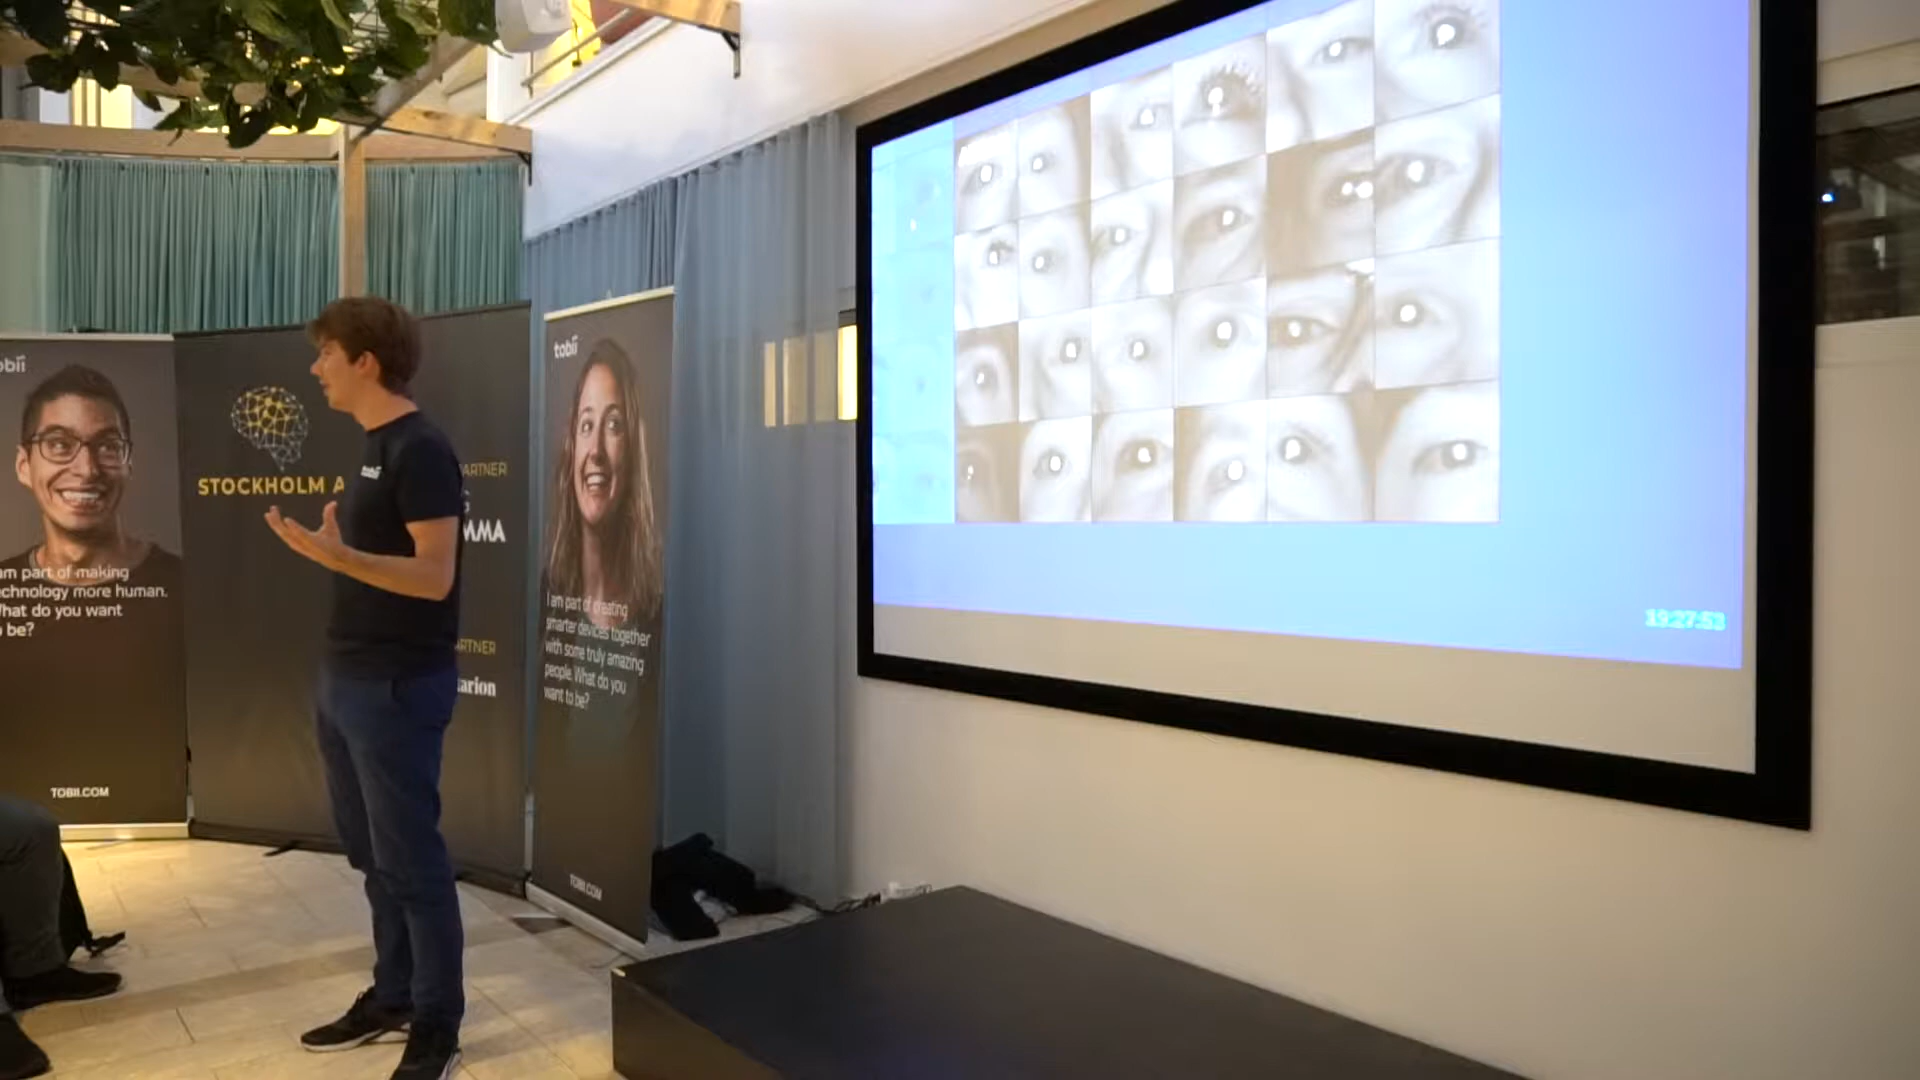 obii
am part of making
echnology more human.
What do you want
o be?
TOBII.COM
STOCKHOLM A
ARTNER
G
MMA
ARTNER
tarion
tobii
tobii
I am part of creating
smarter devices together
with some truly amazing
people. What do you
want to be?
TOBII.COM
19:27:53